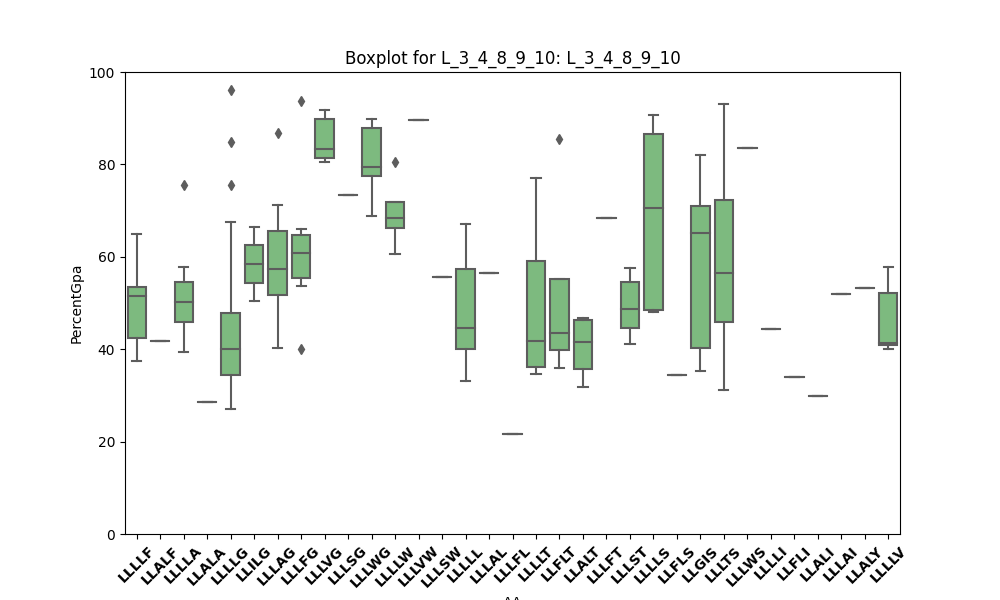 Boxplot for L_3_4_8_9_10: L_3_4_8_9_10
100
80
60
40
20
0
PercentGpa
LLLLF LLALF LLLLA LLALA LLLLG LLILG LLLAG LLLFG LLLVG LLLSG LLLWG LLLLW LLLVW LLLSW LLLLL LLLAL LLLFL LLLLT LLFLT LLALT LLLFT LLLST LLLLS LLFLS LLGIS LLLTS LLLWS LLLLI LLFLI LLALI LLLAI LLALY LLLLV